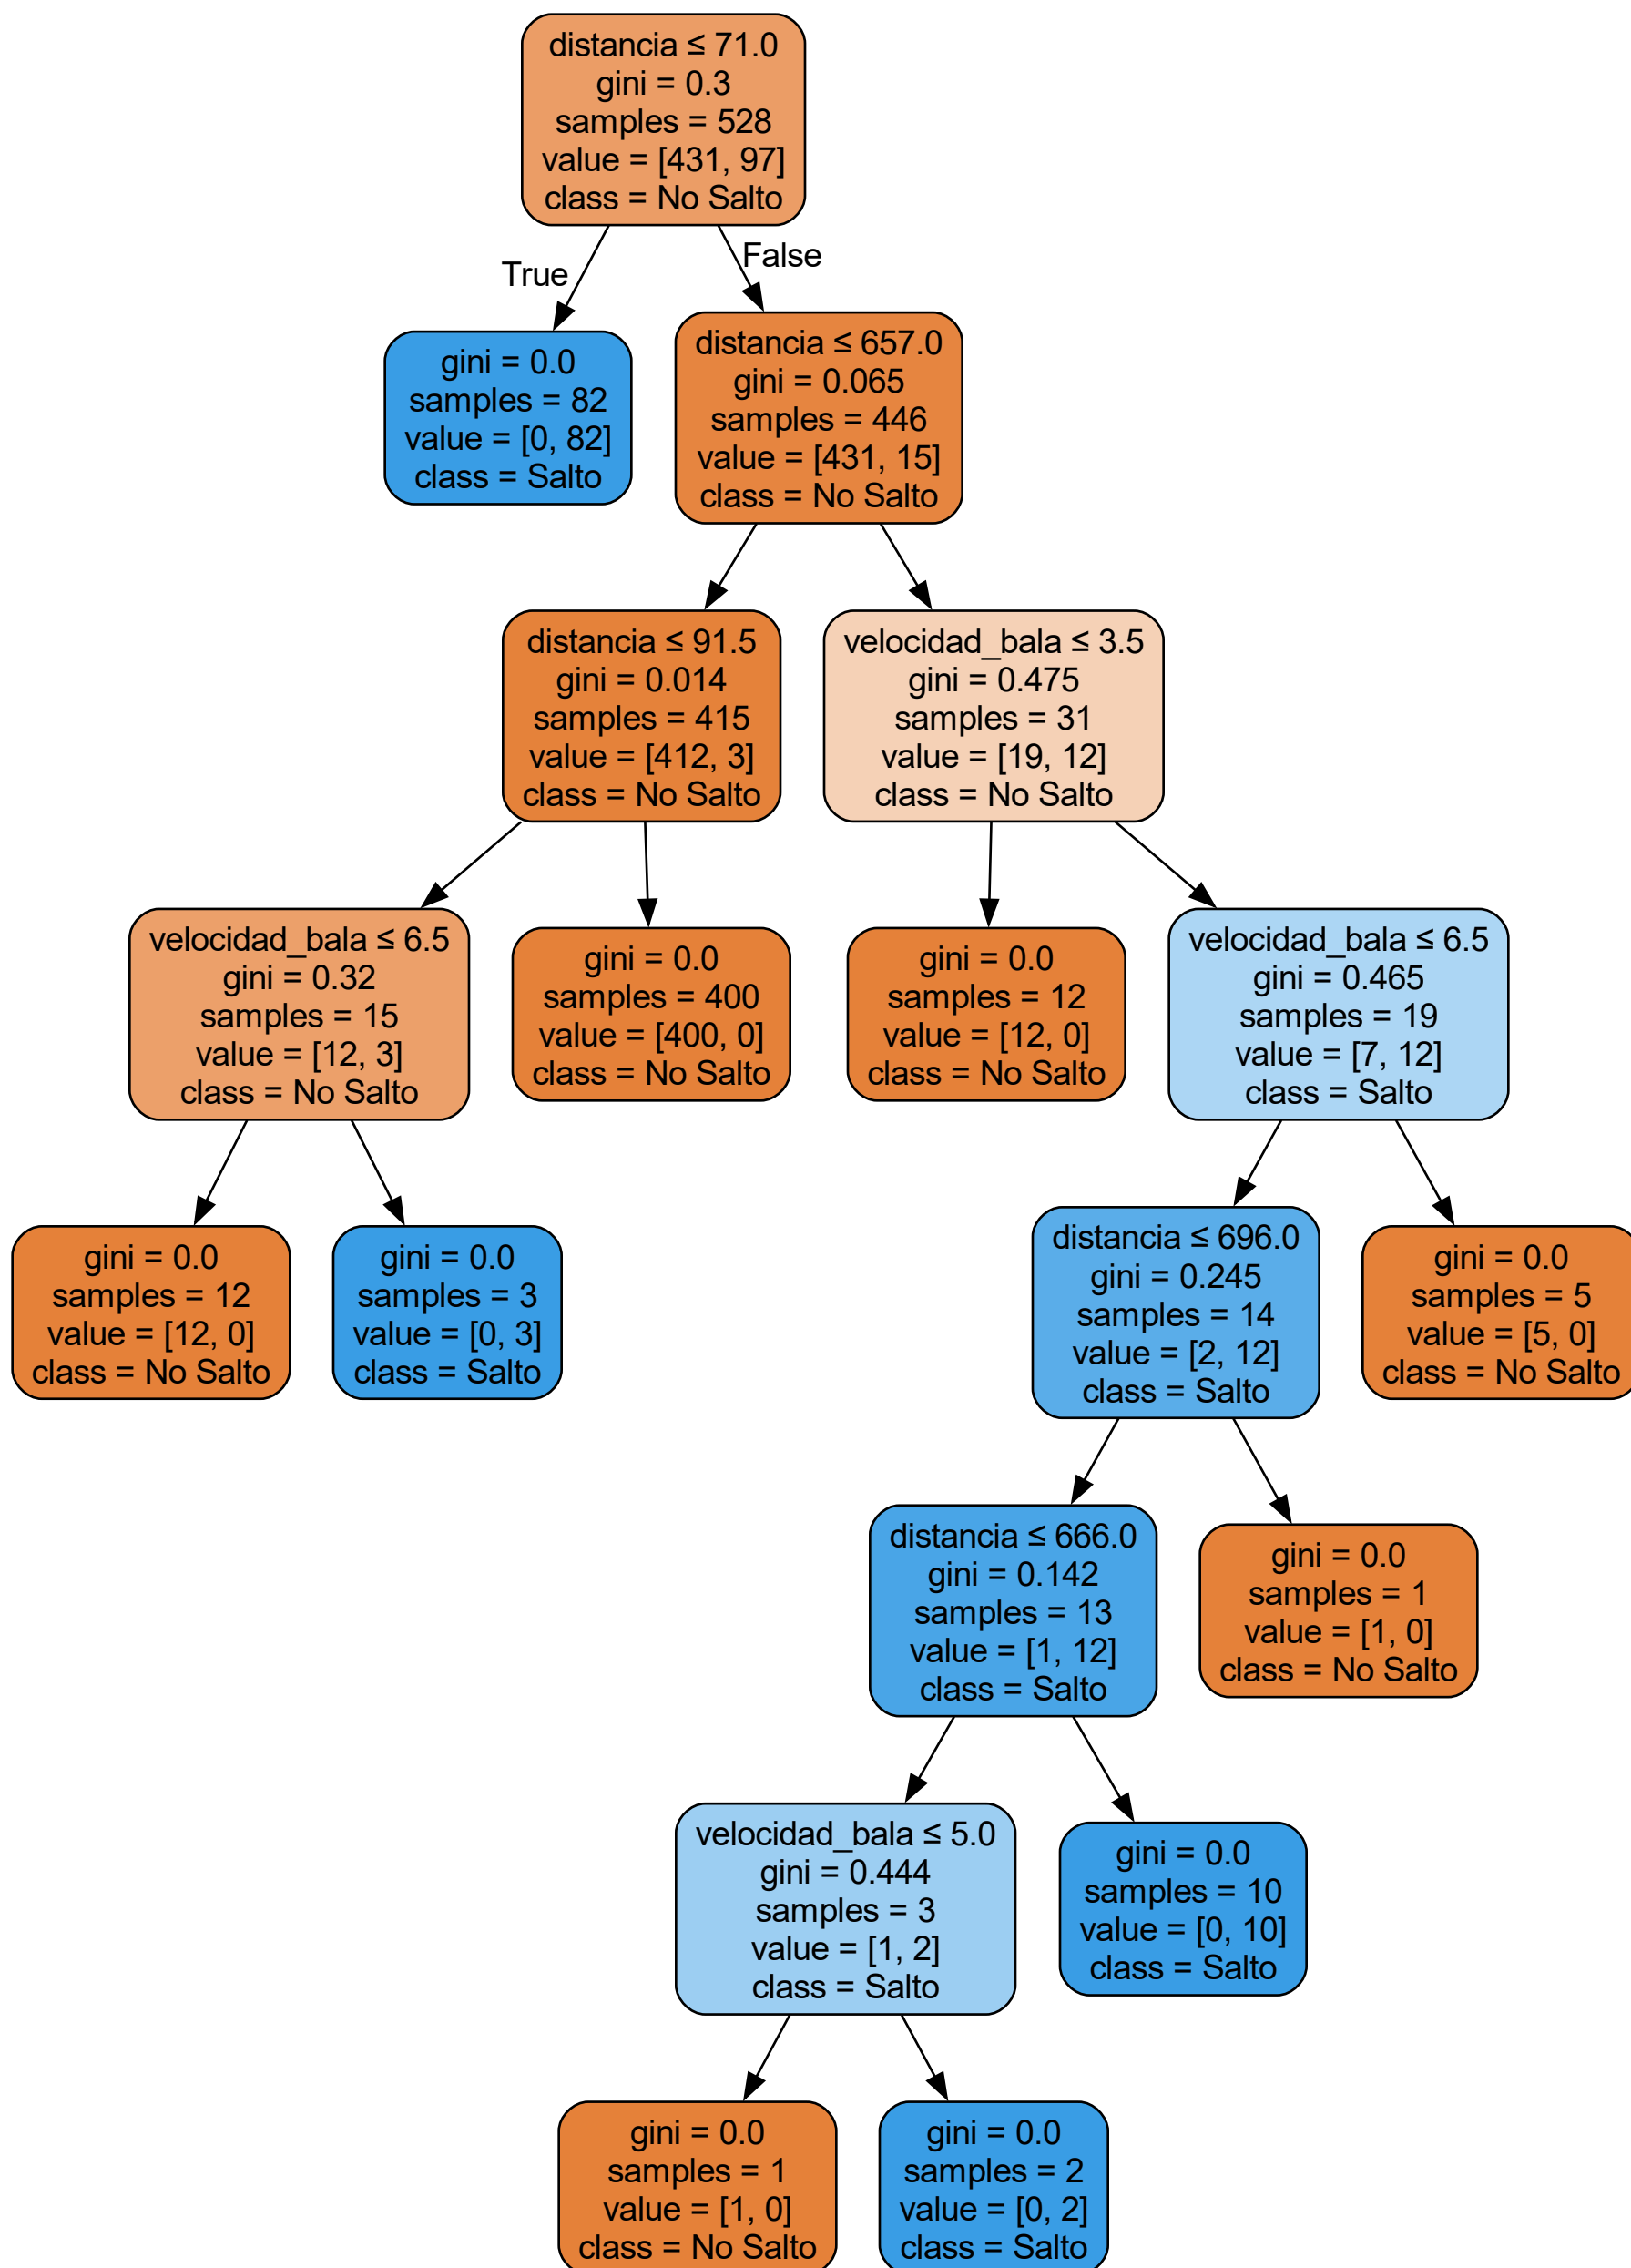 distancia ≤ 71.0
gini = 0.3
samples = 528
value = [431, 97]
class = No Salto
True
False
gini = 0.0
samples = 82
value = [0, 82]
class = Salto
distancia ≤ 657.0
gini = 0.065
samples = 446
value = [431, 15]
class = No Salto
distancia ≤ 91.5
gini = 0.014
samples = 415
value = [412, 3]
class = No Salto
velocidad_bala ≤ 3.5
gini = 0.475
samples = 31
value = [19, 12]
class = No Salto
velocidad_bala ≤ 6.5
gini = 0.32
samples = 15
value = [12, 3]
class = No Salto
gini = 0.0
samples = 400
value = [400, 0]
class = No Salto
gini = 0.0
samples = 12
value = [12, 0]
class = No Salto
velocidad_bala ≤ 6.5
gini = 0.465
samples = 19
value = [7, 12]
class = Salto
gini = 0.0
samples = 12
value = [12, 0]
class = No Salto
gini = 0.0
samples = 3
value = [0, 3]
class = Salto
distancia ≤ 696.0
gini = 0.245
samples = 14
value = [2, 12]
class = Salto
gini = 0.0
samples = 5
value = [5, 0]
class = No Salto
distancia ≤ 666.0
gini = 0.142
samples = 13
value = [1, 12]
class = Salto
gini = 0.0
samples = 1
value = [1, 0]
class = No Salto
velocidad_bala ≤ 5.0
gini = 0.444
samples = 3
value = [1, 2]
class = Salto
gini = 0.0
samples = 10
value = [0, 10]
class = Salto
gini = 0.0
samples = 1
value = [1, 0]
class = No Salto
gini = 0.0
samples = 2
value = [0, 2]
class = Salto